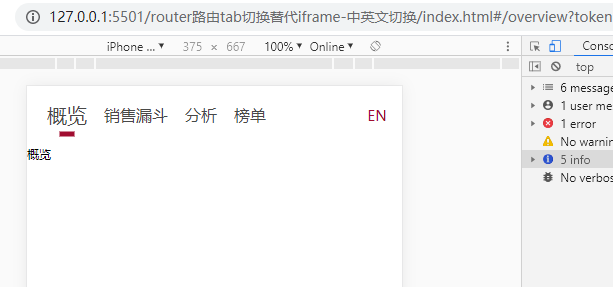 127.0.0.1:5501/router路由tab切换替代iframe-中英文切换/index.html#/overview?token
iPhone ... ▼ 375 × 667 100% ▼ Online ▼
Conso
top
6 message
1 user me
1 error
No warnin
5 info
No verbos
概览 销售漏斗 分析 榜单 EN
概览